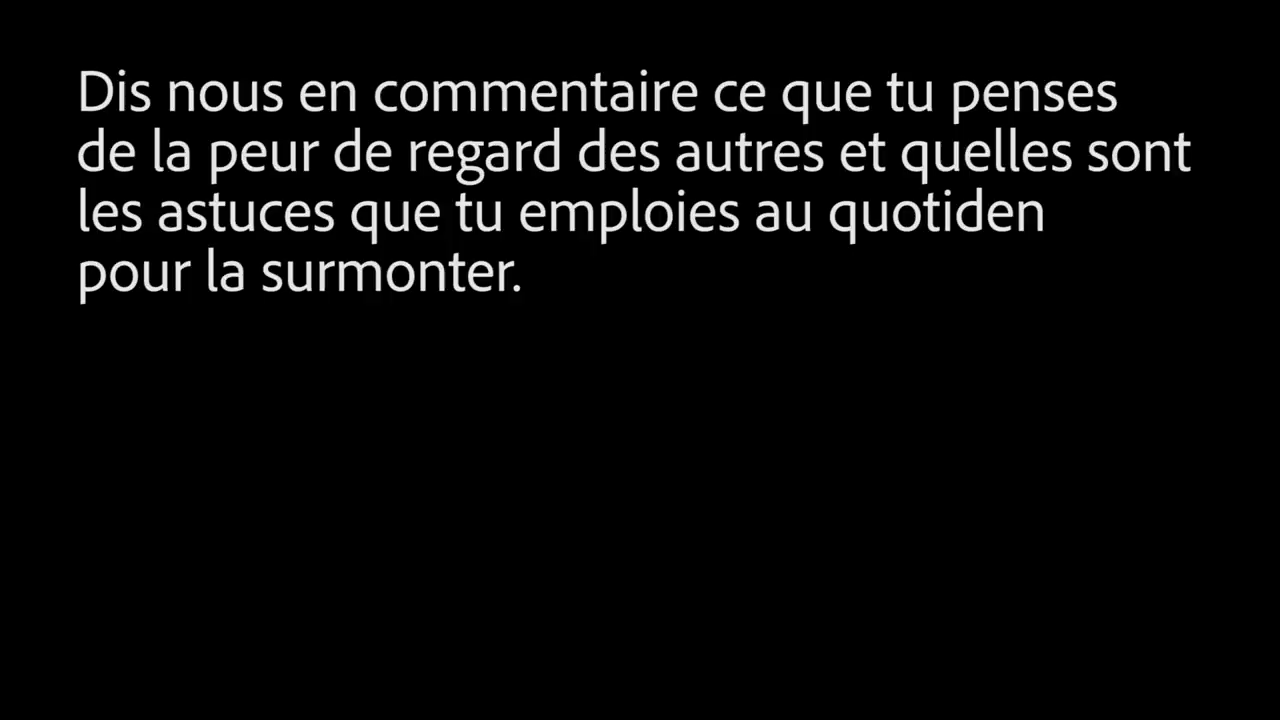 Dis nous en commentaire ce que tu penses
de la peur de regard des autres et quelles sont
les astuces que tu emploies au quotiden
pour la surmonter.